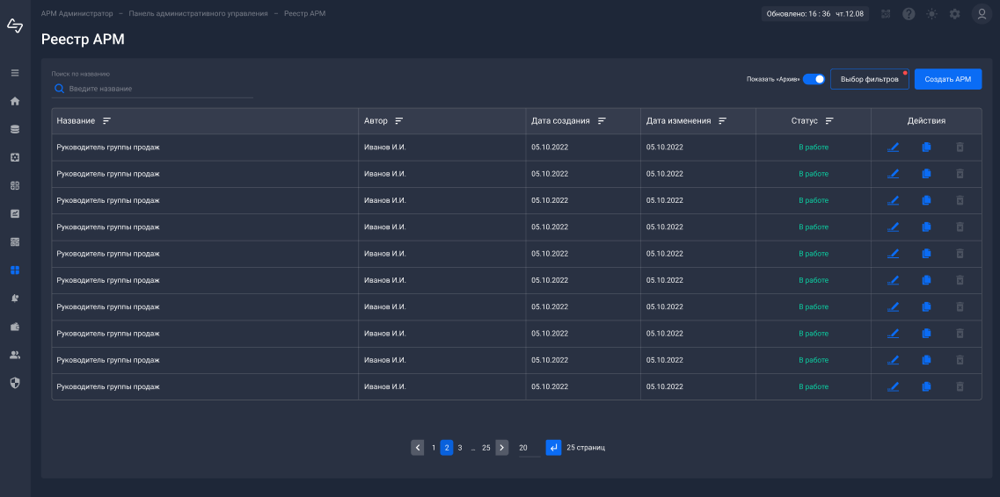 АРМ Администратор – Панель административного управления – Реестр АРМ
Обновлено: 16 : 36 чт.12.08
Реестр АРМ
Поиск по названию
Введите название
Показать «Архив»
Выбор фильтров
Создать АРМ
Название Автор Дата создания Дата изменения Статус Действия
Руководитель группы продаж Иванов И.И. 05.10.2022 05.10.2022 В работе
Руководитель группы продаж Иванов И.И. 05.10.2022 05.10.2022 В работе
Руководитель группы продаж Иванов И.И. 05.10.2022 05.10.2022 В работе
Руководитель группы продаж Иванов И.И. 05.10.2022 05.10.2022 В работе
Руководитель группы продаж Иванов И.И. 05.10.2022 05.10.2022 В работе
Руководитель группы продаж Иванов И.И. 05.10.2022 05.10.2022 В работе
Руководитель группы продаж Иванов И.И. 05.10.2022 05.10.2022 В работе
Руководитель группы продаж Иванов И.И. 05.10.2022 05.10.2022 В работе
Руководитель группы продаж Иванов И.И. 05.10.2022 05.10.2022 В работе
Руководитель группы продаж Иванов И.И. 05.10.2022 05.10.2022 В работе
1 2 3 ... 25 20 25 страниц